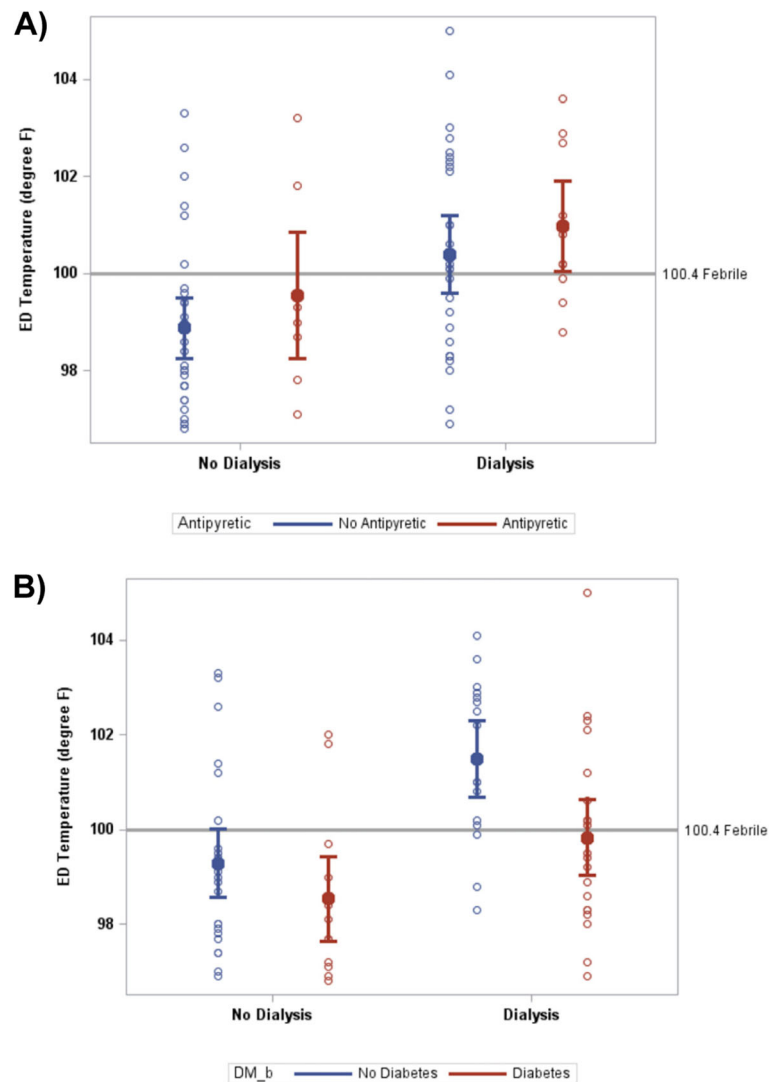 A)
104
102
100
98
ED Temperature (degree F)
100.4 Febrile
No Dialysis Dialysis
Antipyretic No Antipyretic Antipyretic
B)
104
102
100
98
ED Temperature (degree F)
100.4 Febrile
No Dialysis Dialysis
DM_b No Diabetes Diabetes